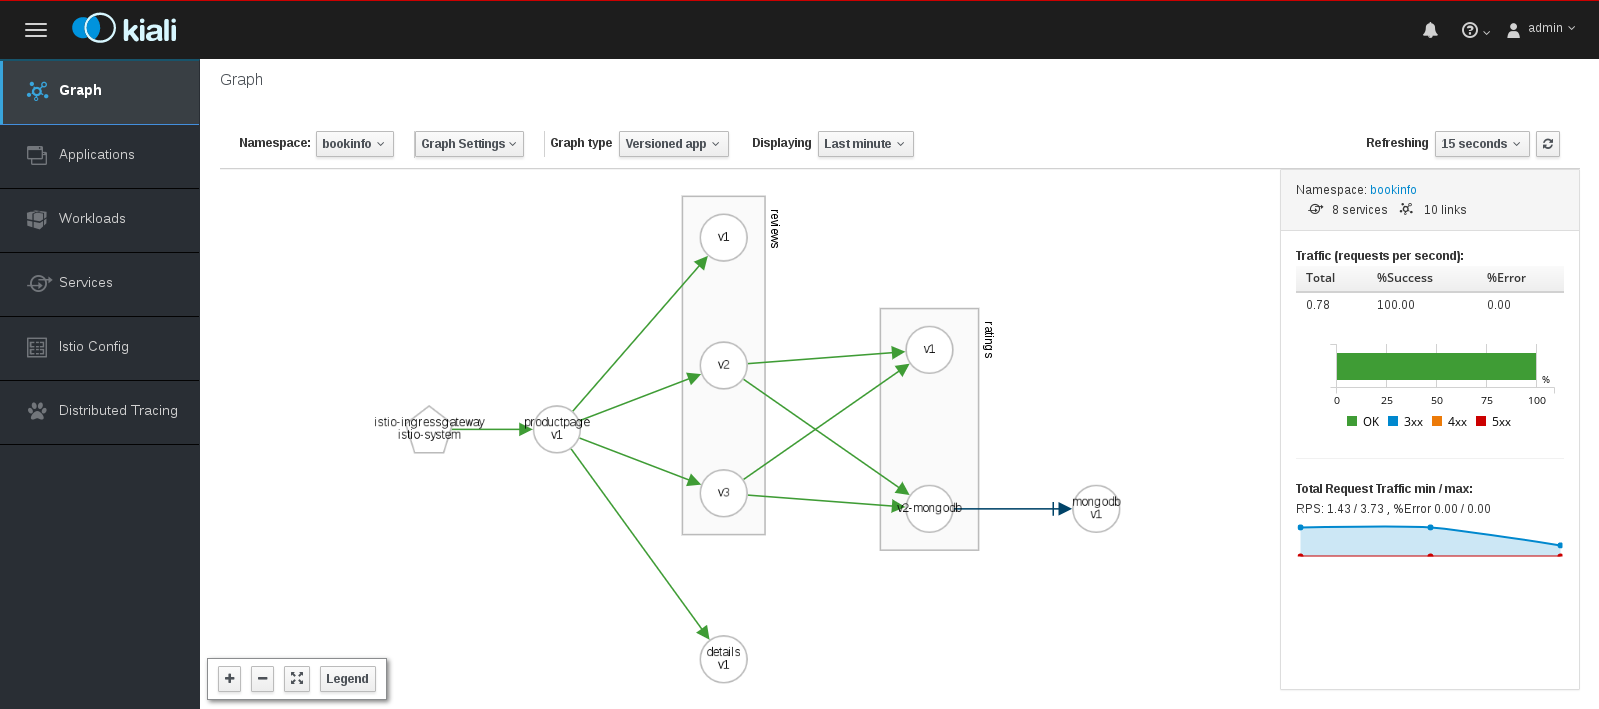 kiali
admin
Graph
Applications
Workloads
Services
Istio Config
Distributed Tracing
Graph
Namespace: bookinfo Graph Settings Graph type Versioned app Displaying Last minute Refreshing 15 seconds
reviews
v1
v2
v3
ratings
v1
v2-mongodb
istio-ingressgateway
istio-system
productpage
v1
mongodb
v1
details
v1
+ − Legend
Namespace: bookinfo
8 services 10 links
Traffic (requests per second):
Total %Success %Error
0.78 100.00 0.00
%
0 25 50 75 100
OK 3xx 4xx 5xx
Total Request Traffic min / max:
RPS: 1.43 / 3.73 , %Error 0.00 / 0.00